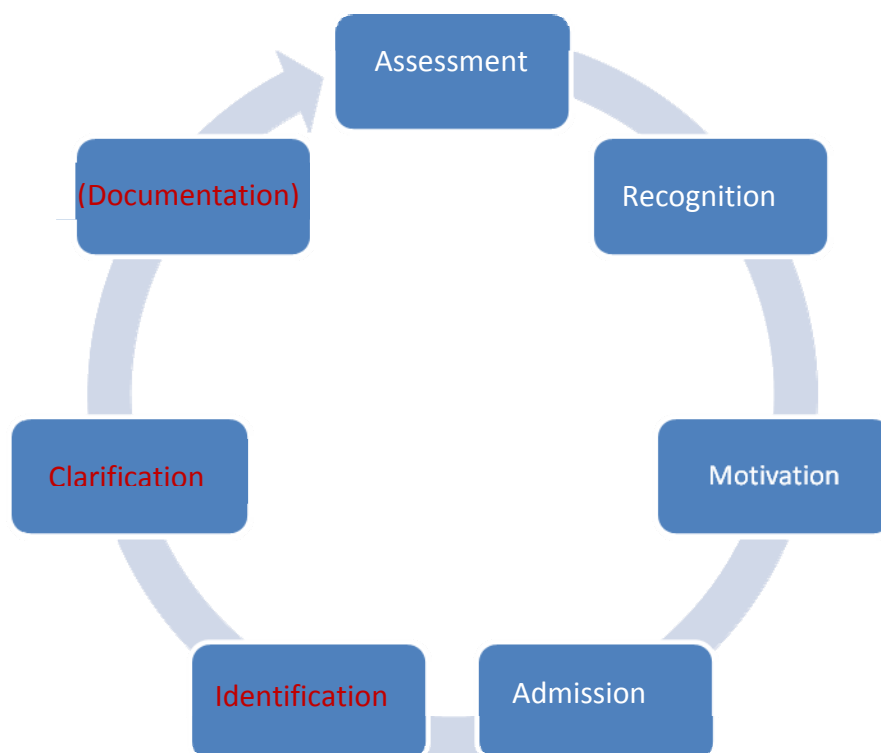 Assessment
Recognition
Motivation
Admission
Identification
Clarification
(Documentation)